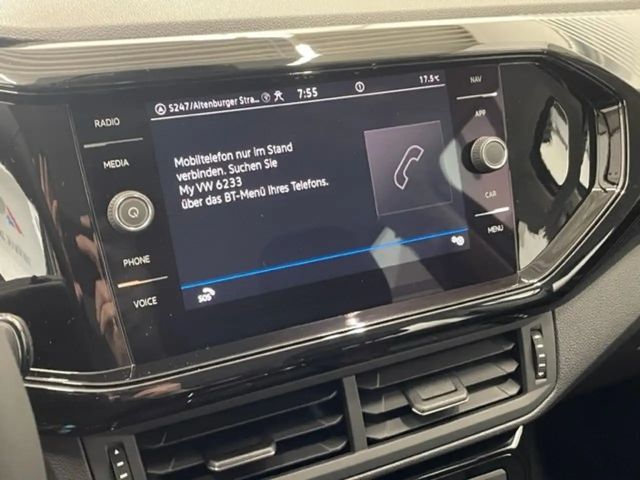 RADIO
MEDIA
PHONE
VOICE
S247/Altenburger Stra...
7:55
17.5°C
Mobiltelefon nur im Stand
verbinden. Suchen Sie
My VW 6233
über das BT-Menü Ihres Telefons.
SOS
NAV
APP
CAR
MENU